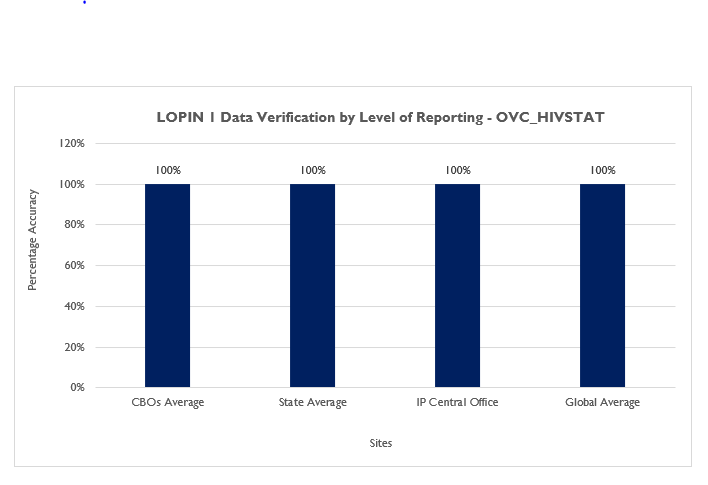 LOPIN 1 Data Verification by Level of Reporting - OVC_HIVSTAT
120%
100%
80%
60%
40%
20%
0%
Percentage Accuracy
100% 100% 100% 100%
CBOs Average State Average IP Central Office Global Average
Sites